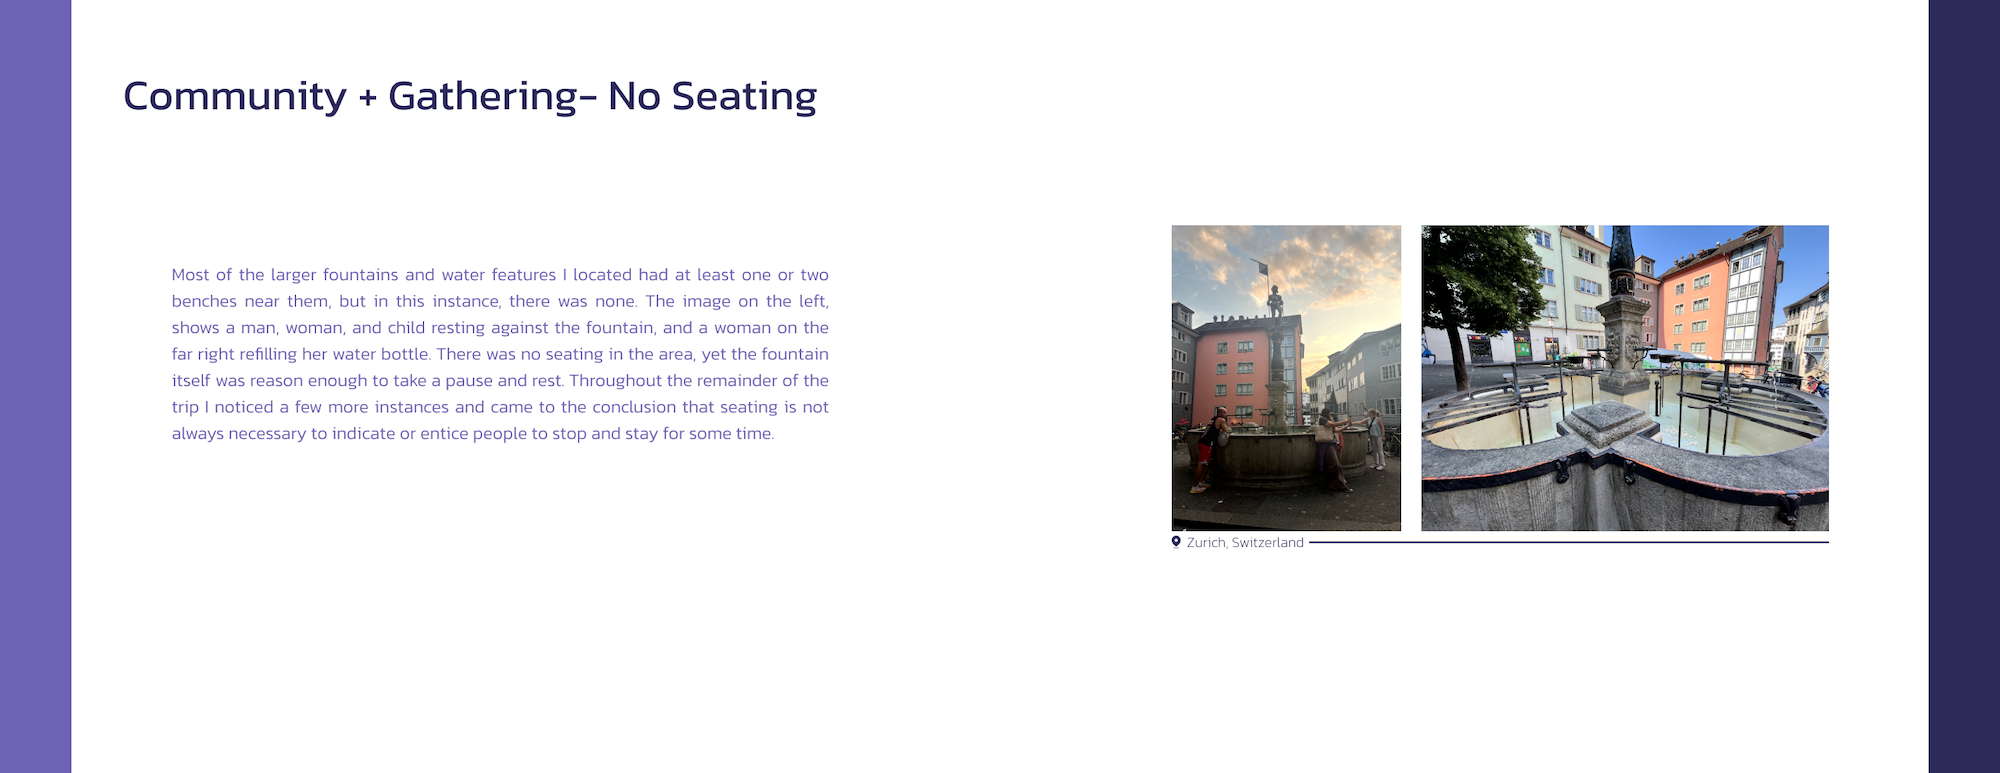 Community + Gathering- No Seating
Most of the larger fountains and water features I located had at least one or two
benches near them, but in this instance, there was none. The image on the left,
shows a man, woman, and child resting against the fountain, and a woman on the
far right refilling her water bottle. There was no seating in the area, yet the fountain
itself was reason enough to take a pause and rest. Throughout the remainder of the
trip I noticed a few more instances and came to the conclusion that seating is not
always necessary to indicate or entice people to stop and stay for some time.
Zurich, Switzerland